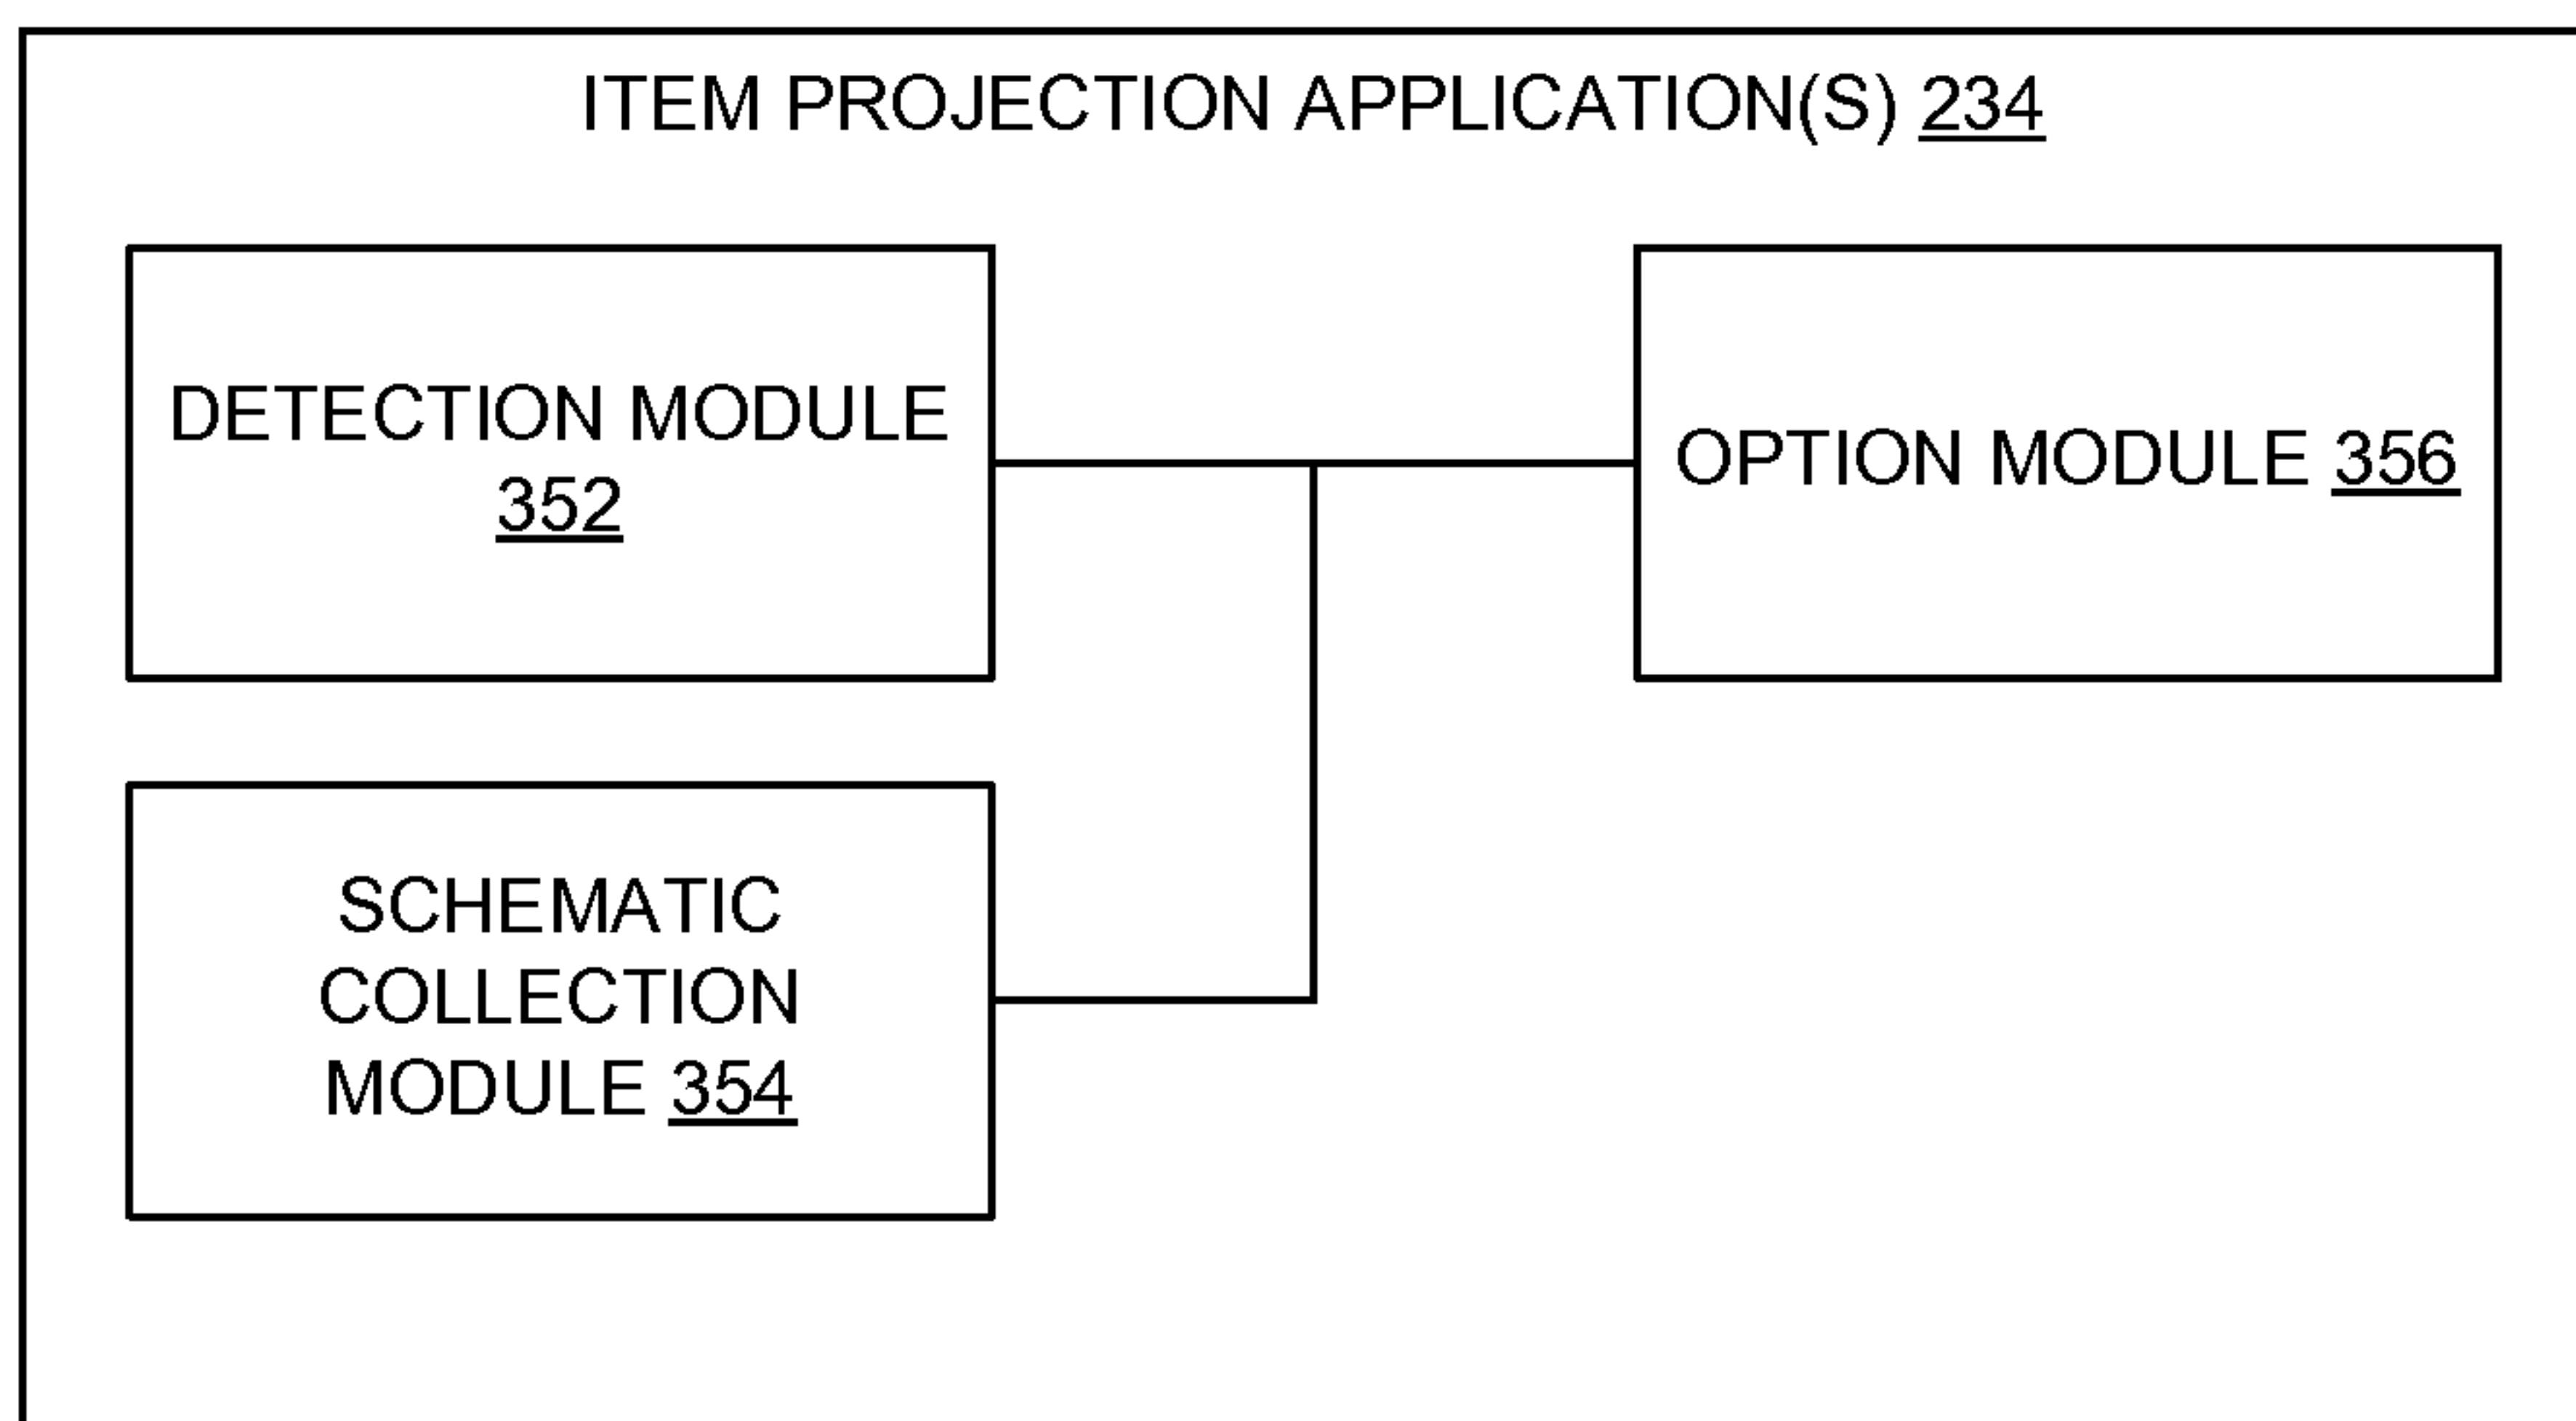 ITEM PROJECTION APPLICATION(S) 234
DETECTION MODULE
352
OPTION MODULE 356
SCHEMATIC
COLLECTION
MODULE 354